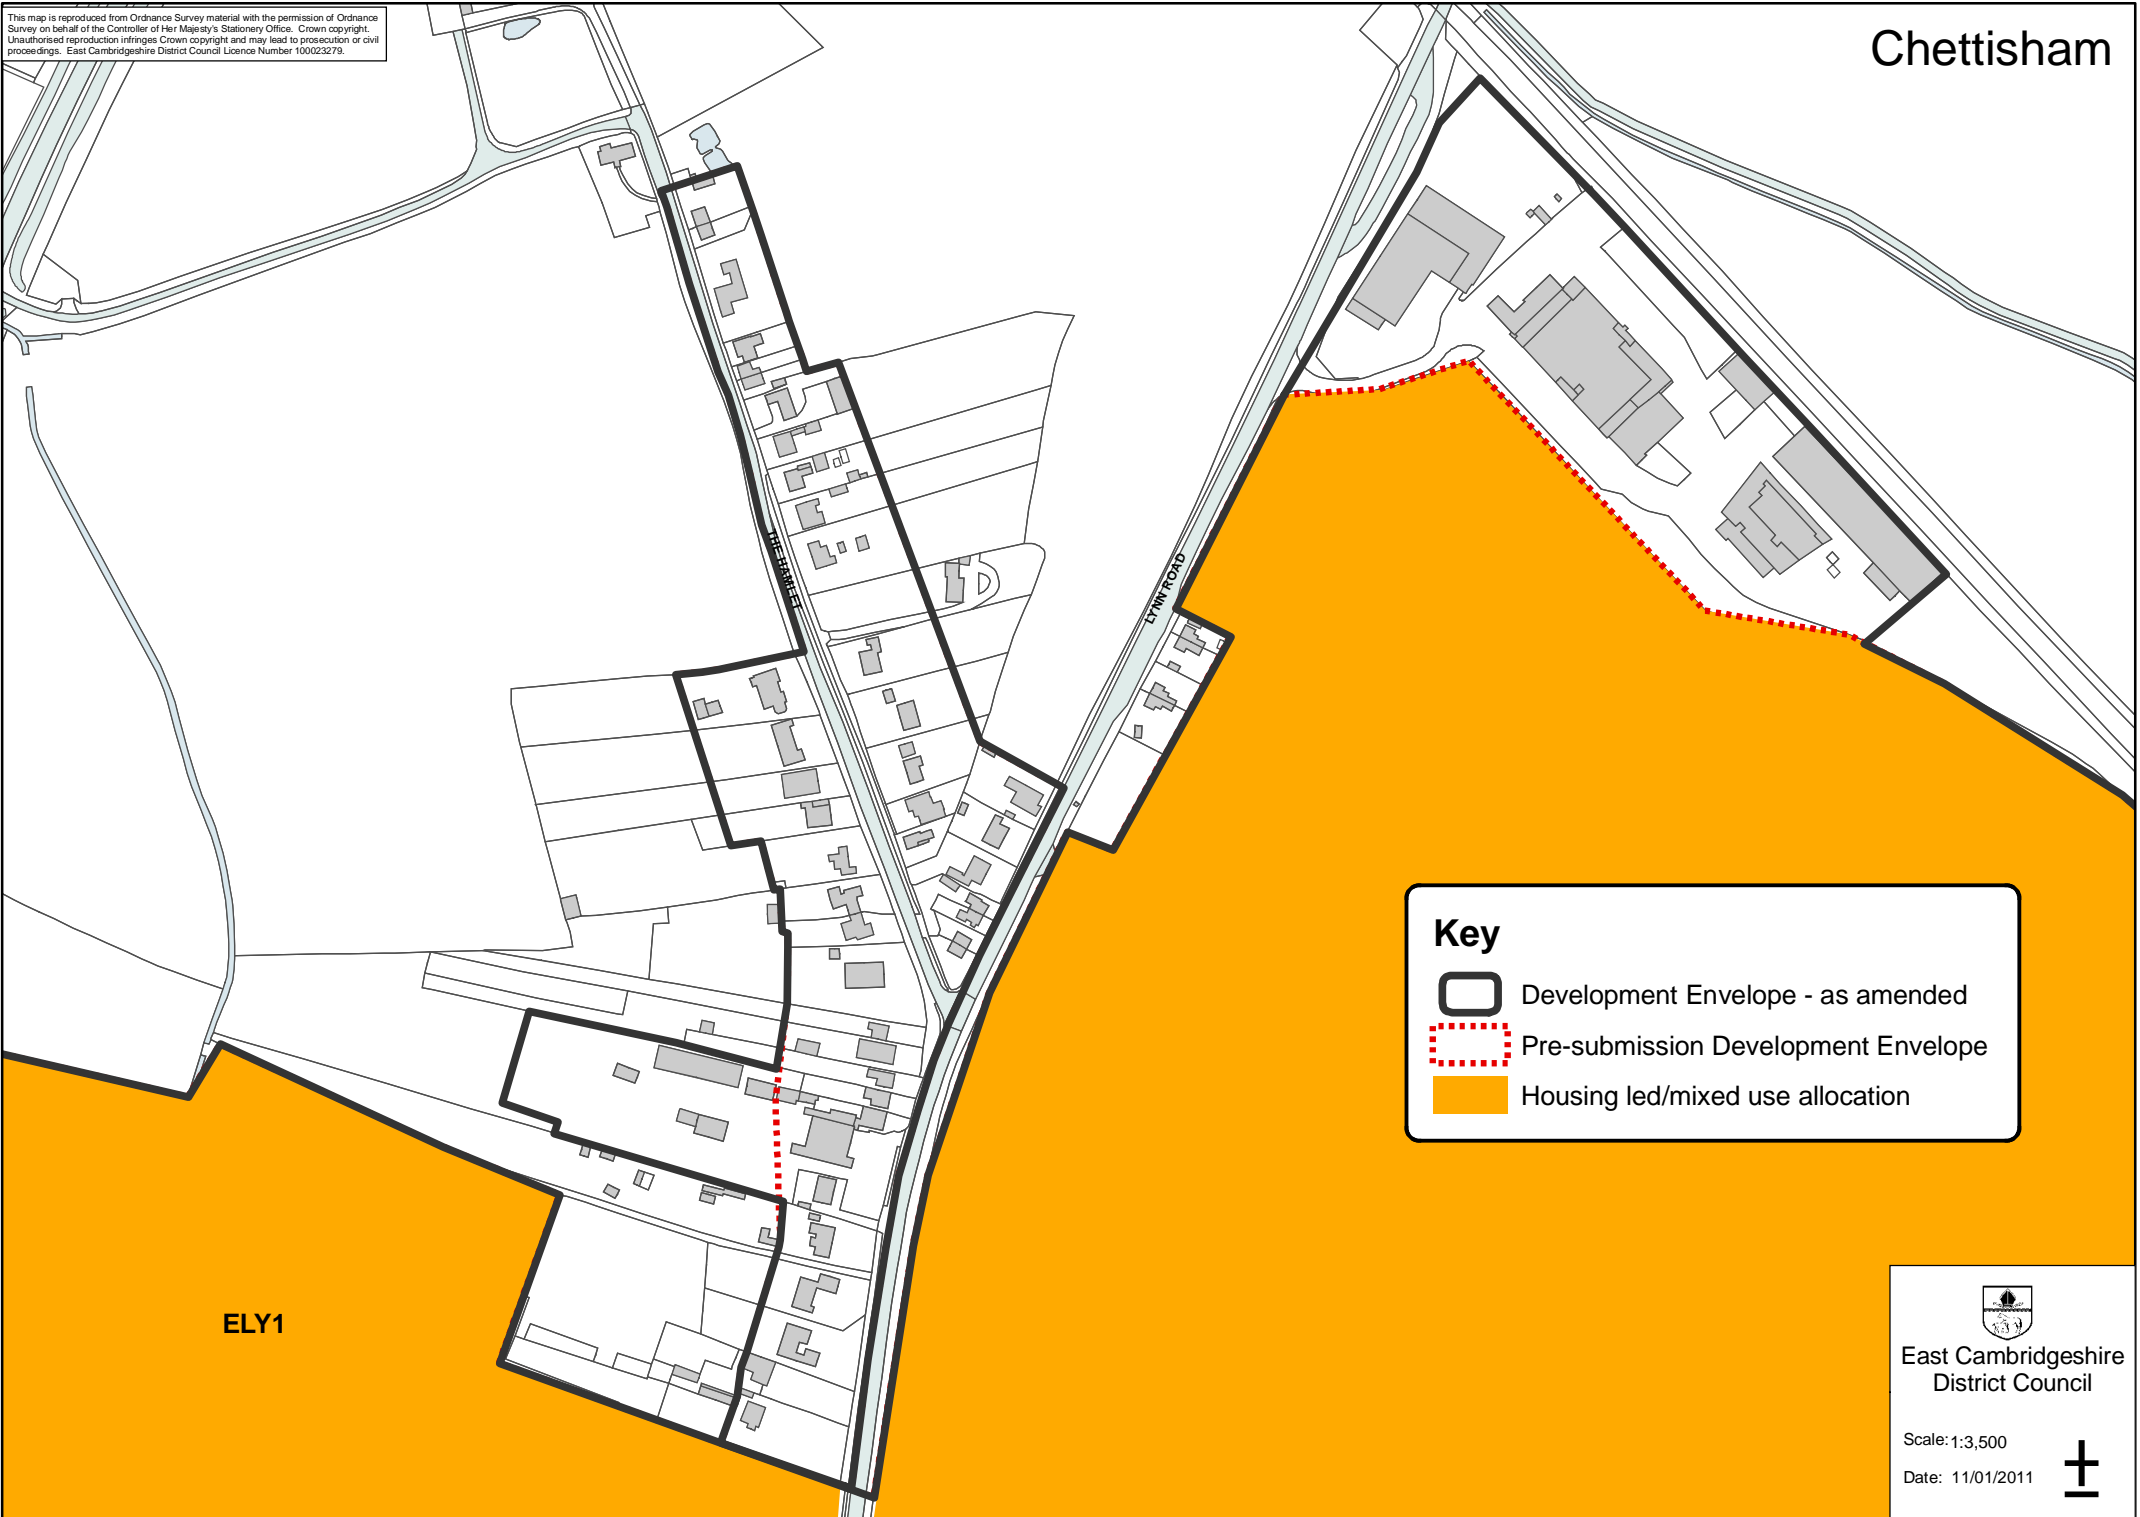 This map is reproduced from Ordnance Survey material with the permission of Ordnance
Survey on behalf of the Controller of Her Majesty's Stationery Office. Crown copyright.
Unauthorised reproduction infringes Crown copyright and may lead to prosecution or civil
proceedings. East Cambridgeshire District Council Licence Number 100023279.
Chettisham
THE HAMLET
LYNN ROAD
Key
Development Envelope - as amended
Pre-submission Development Envelope
Housing led/mixed use allocation
ELY1
East Cambridgeshire
District Council
Scale: 1:3,500
Date: 11/01/2011